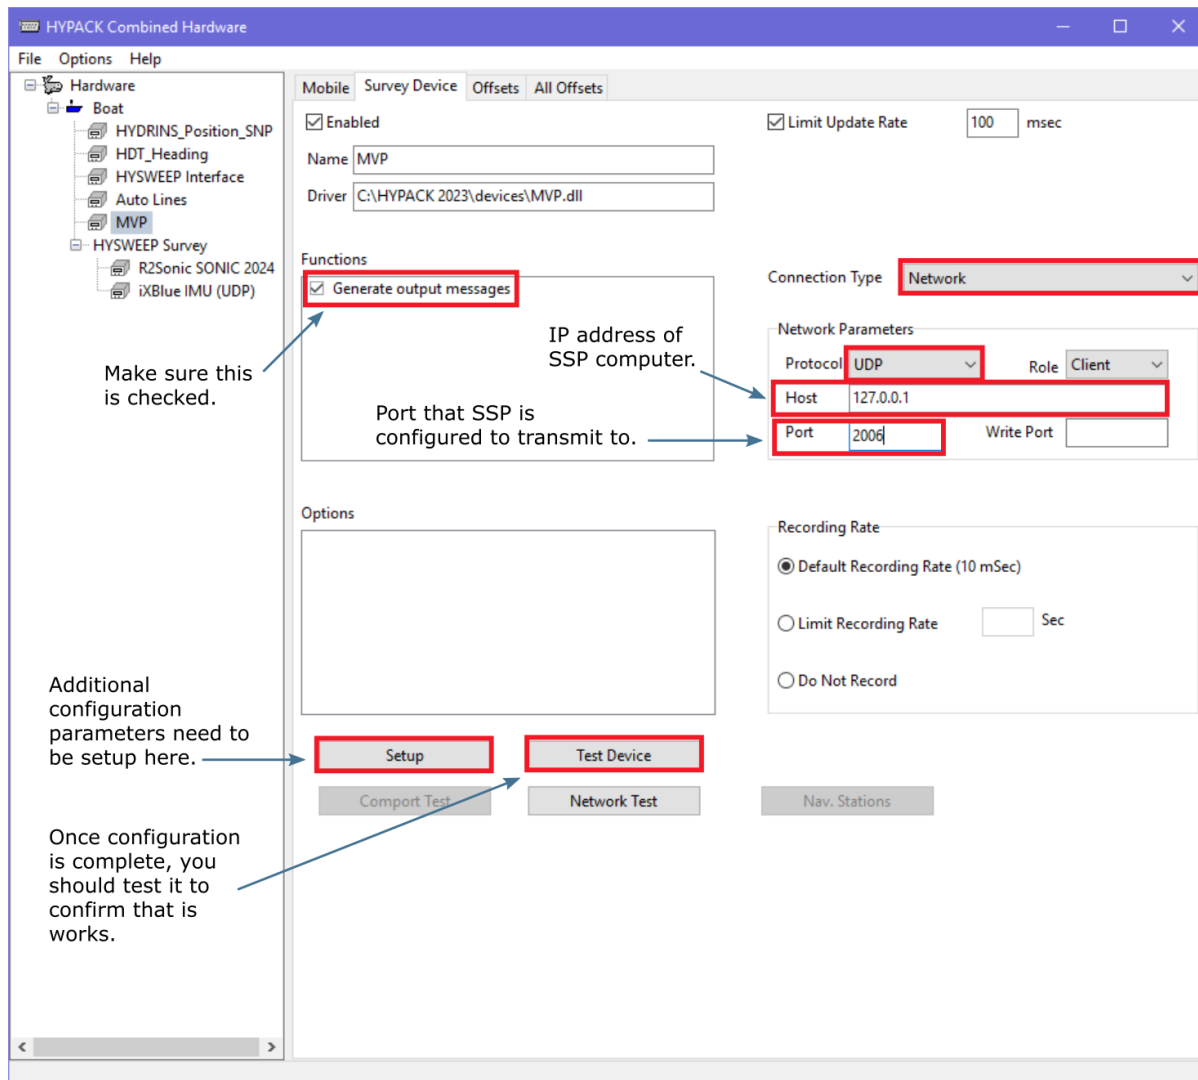 HYPACK Combined Hardware
File Options Help
Hardware
Boat
HYDRINS_Position_SNP
HDT_Heading
HYSWEEP Interface
Auto Lines
MVP
HYSWEEP Survey
R2Sonic SONIC 2024
iXBlue IMU (UDP)
Mobile Survey Device Offsets All Offsets
Enabled
Limit Update Rate 100 msec
Name MVP
Driver C:\HYPACK 2023\devices\MVP.dll
Functions
Generate output messages
Connection Type Network
Network Parameters
Protocol UDP Role Client
Host 127.0.0.1
Port 2006 Write Port
IP address of
SSP computer.
Make sure this
is checked.
Port that SSP is
configured to transmit to.
Options
Recording Rate
Default Recording Rate (10 mSec)
Limit Recording Rate Sec
Do Not Record
Additional
configuration
parameters need to
be setup here.
Setup Test Device
Comport Test Network Test Nav. Stations
Once configuration
is complete, you
should test it to
confirm that is
works.